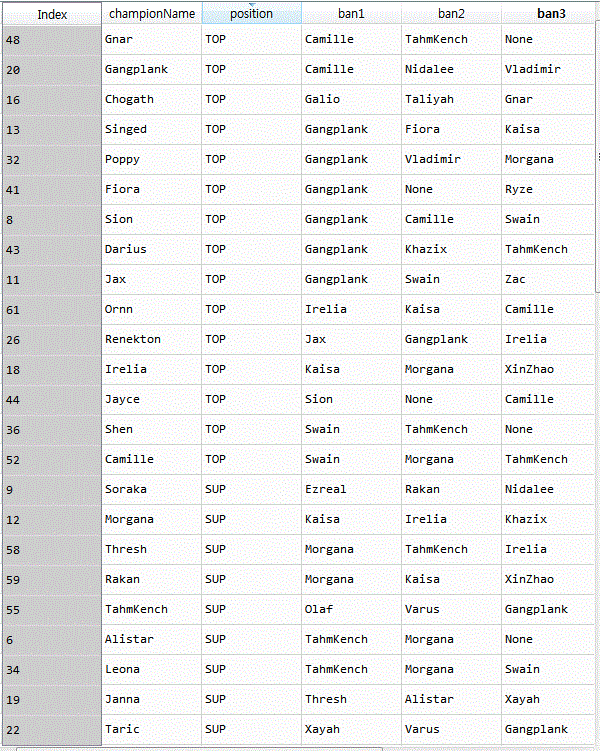 Index championName position ban1 ban2 ban3
48 Gnar TOP Camille TahmKench None
20 Gangplank TOP Camille Nidalee Vladimir
16 Chogath TOP Galio Taliyah Gnar
13 Singed TOP Gangplank Fiora Kaisa
32 Poppy TOP Gangplank Vladimir Morgana
41 Fiora TOP Gangplank None Ryze
8 Sion TOP Gangplank Camille Swain
43 Darius TOP Gangplank Khazix TahmKench
11 Jax TOP Gangplank Swain Zac
61 Ornn TOP Irelia Kaisa Camille
26 Renekton TOP Jax Gangplank Irelia
18 Irelia TOP Kaisa Morgana XinZhao
44 Jayce TOP Sion None Camille
36 Shen TOP Swain TahmKench None
52 Camille TOP Swain Morgana TahmKench
9 Soraka SUP Ezreal Rakan Nidalee
12 Morgana SUP Kaisa Irelia Khazix
58 Thresh SUP Morgana TahmKench Irelia
59 Rakan SUP Morgana Kaisa XinZhao
55 TahmKench SUP Olaf Varus Gangplank
6 Alistar SUP TahmKench Morgana None
34 Leona SUP TahmKench Morgana Swain
19 Janna SUP Thresh Alistar Xayah
22 Taric SUP Xayah Varus Gangplank